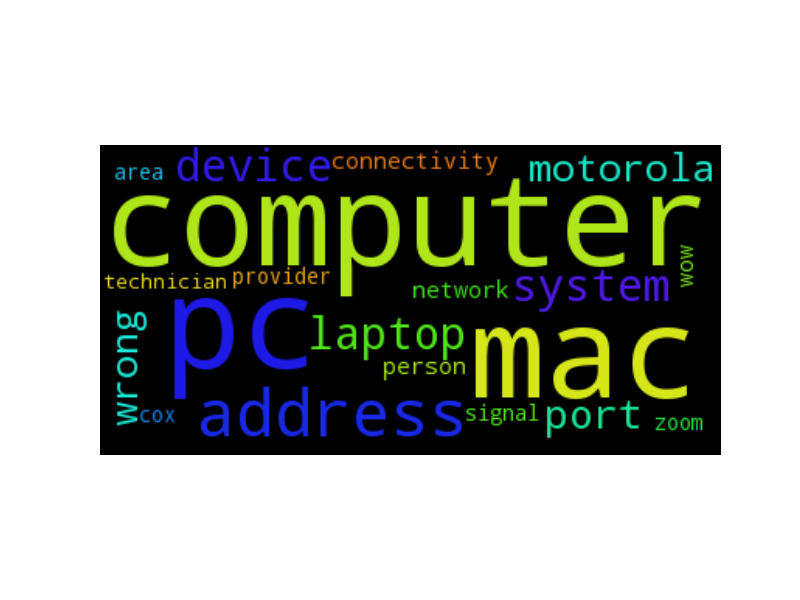 area device connectivity motorola
computer
technician provider network system wow
pc laptop mac
wrong person
cox address signal port zoom